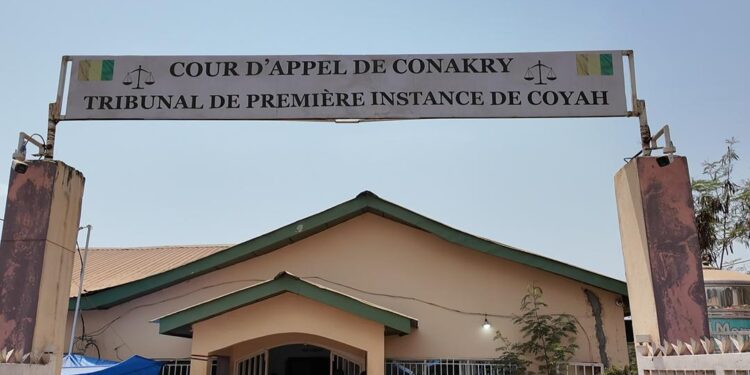 COUR D'APPEL DE CONAKRY
TRIBUNAL DE PREMIÈRE INSTANCE DE COYAH